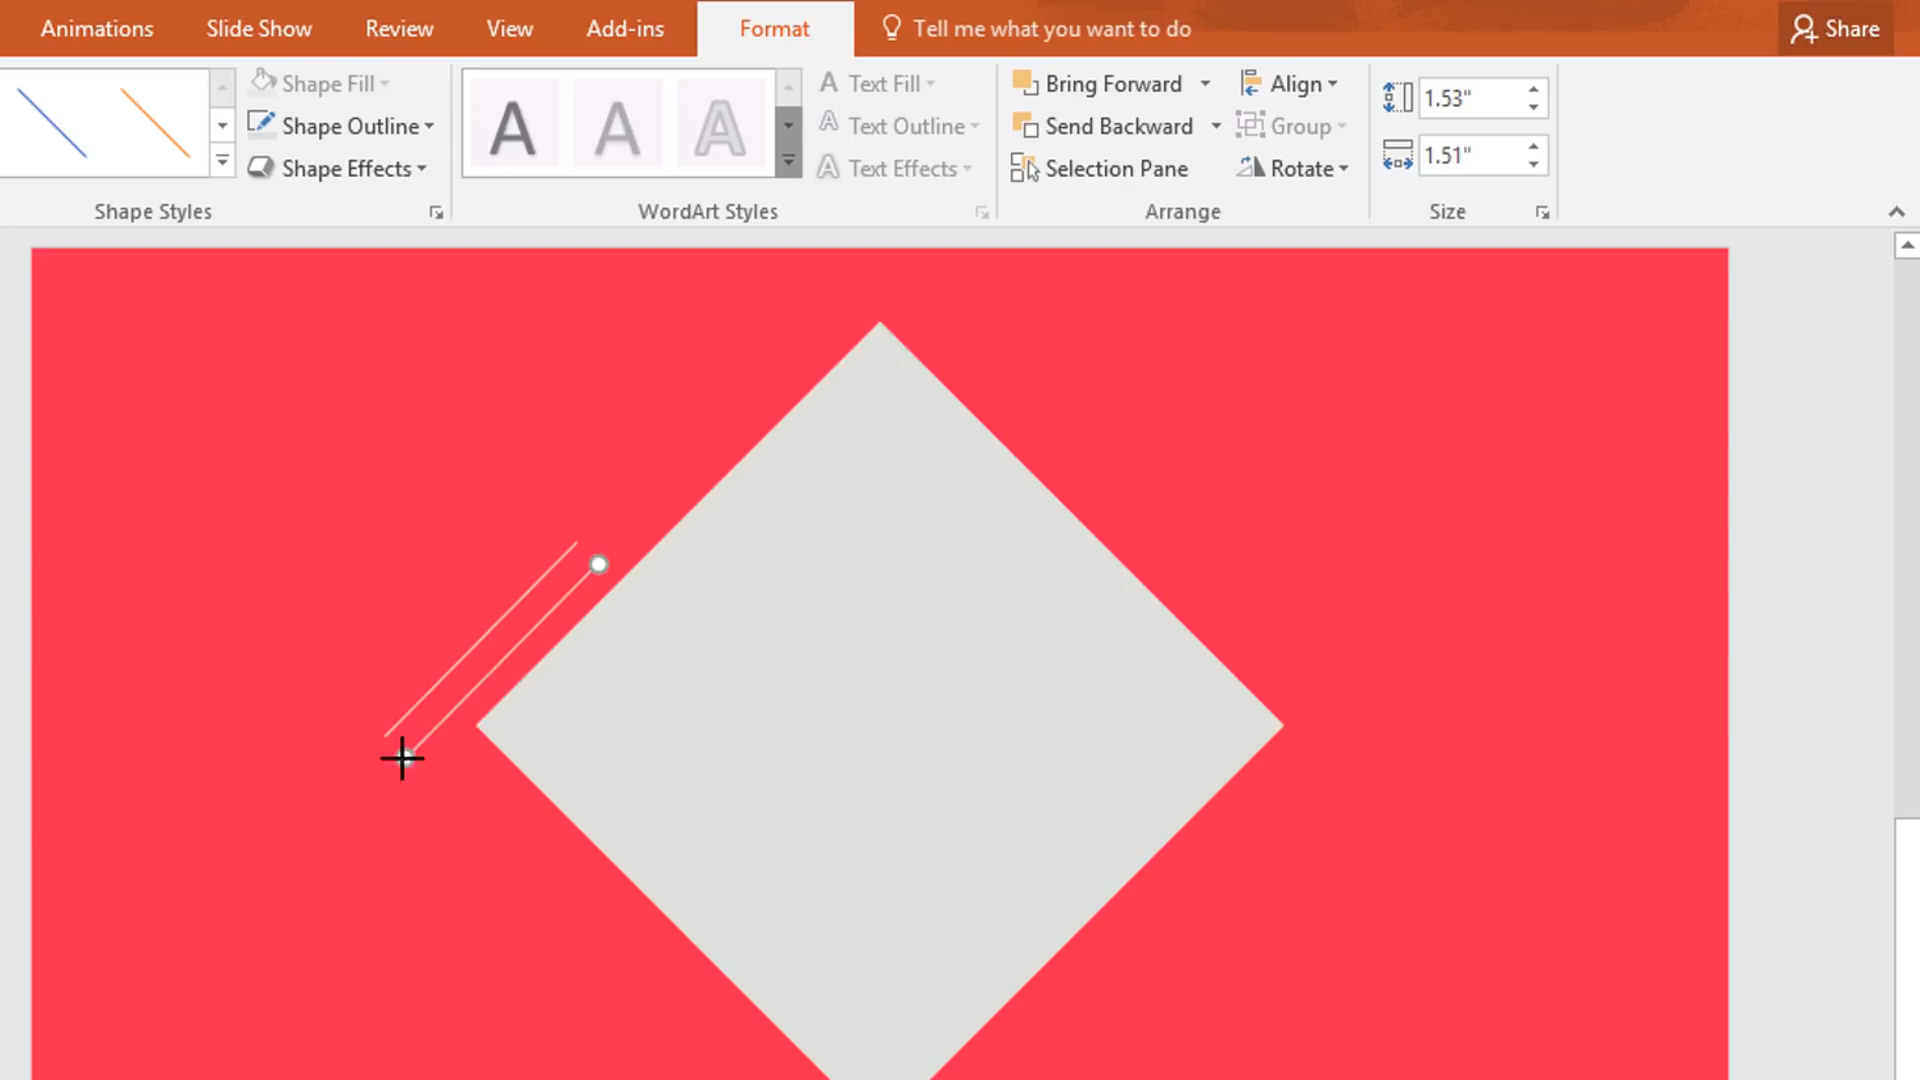 Animations Slide Show Review View Add-ins Format Tell me what you want to do Share
Shape Fill
Shape Outline
Shape Effects
Shape Styles
A A A
WordArt Styles
A Text Fill
A Text Outline
A Text Effects
Bring Forward
Send Backward
Selection Pane
Align
Group
Rotate
Arrange
1.53"
1.51"
Size